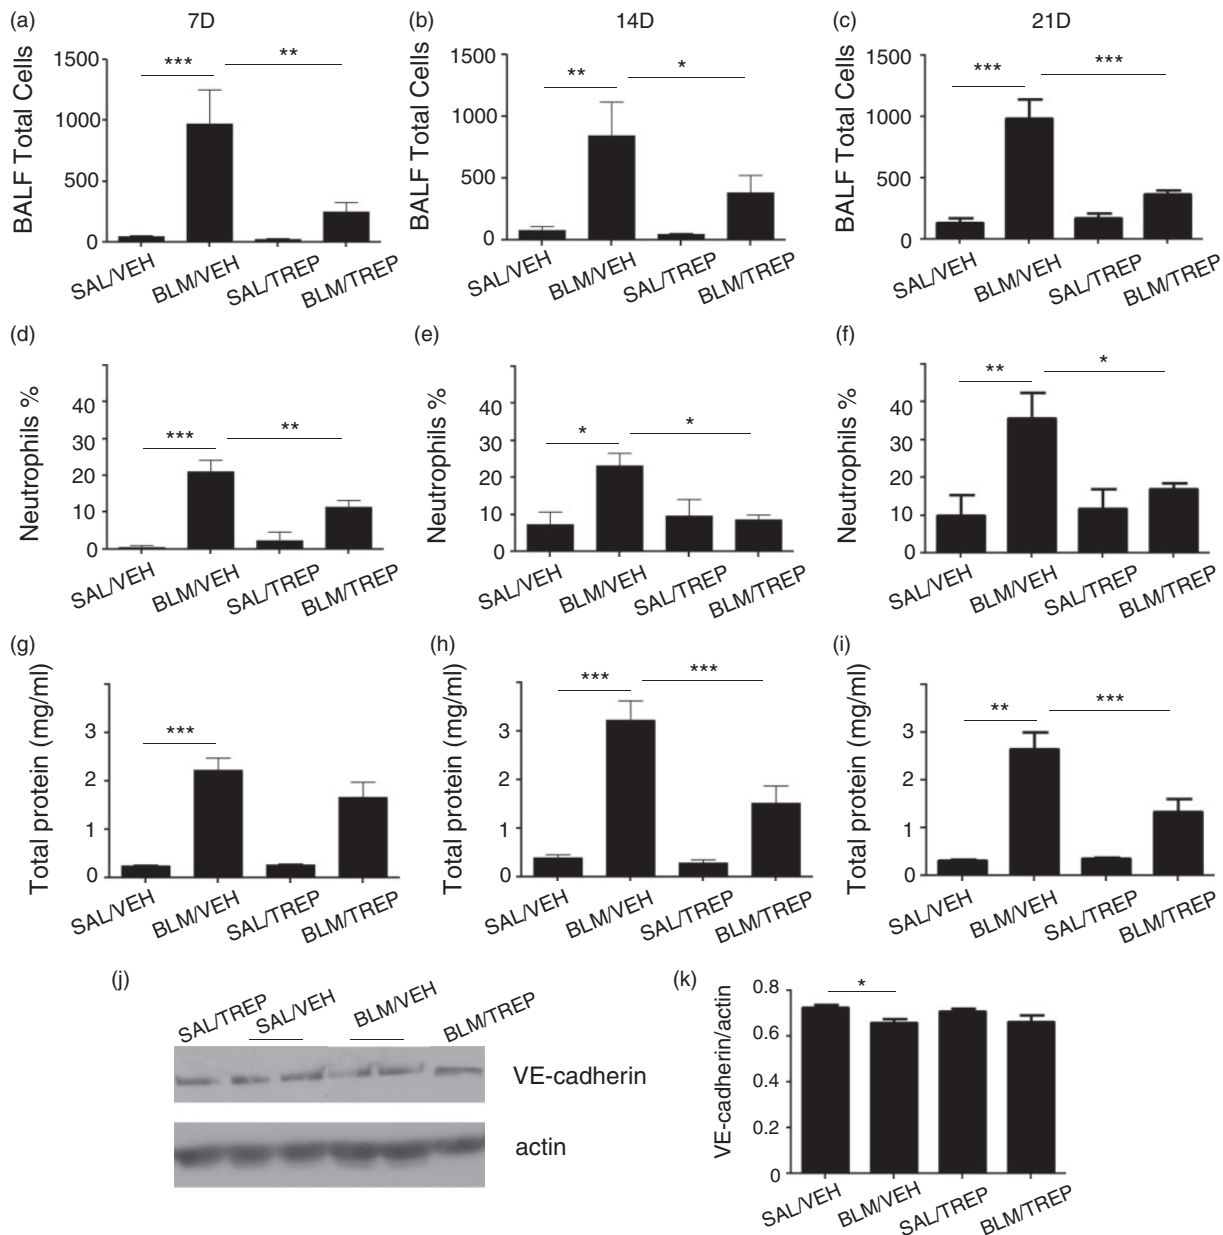 (a) 7D (b) 14D (c) 21D
BALF Total Cells
1500
1000
500
0
*** **
SAL/VEH BLM/VEH SAL/TREP BLM/TREP
BALF Total Cells
1500
1000
500
0
** *
SAL/VEH BLM/VEH SAL/TREP BLM/TREP
BALF Total Cells
1500
1000
500
0
*** ***
SAL/VEH BLM/VEH SAL/TREP BLM/TREP
(d) (e) (f)
Neutrophils %
40
30
20
10
0
*** **
SAL/VEH BLM/VEH SAL/TREP BLM/TREP
Neutrophils %
40
30
20
10
0
* *
SAL/VEH BLM/VEH SAL/TREP BLM/TREP
Neutrophils %
40
30
20
10
0
** *
SAL/VEH BLM/VEH SAL/TREP BLM/TREP
(g) (h) (i)
Total protein (mg/ml)
3
2
1
0
***
SAL/VEH BLM/VEH SAL/TREP BLM/TREP
Total protein (mg/ml)
3
2
1
0
*** ***
SAL/VEH BLM/VEH SAL/TREP BLM/TREP
Total protein (mg/ml)
3
2
1
0
** ***
SAL/VEH BLM/VEH SAL/TREP BLM/TREP
(j)
SAL/TREP SAL/VEH BLM/VEH BLM/TREP
VE-cadherin
actin
(k)
VE-cadherin/actin
0.8
0.6
0.4
0.2
0
*
SAL/VEH BLM/VEH SAL/TREP BLM/TREP